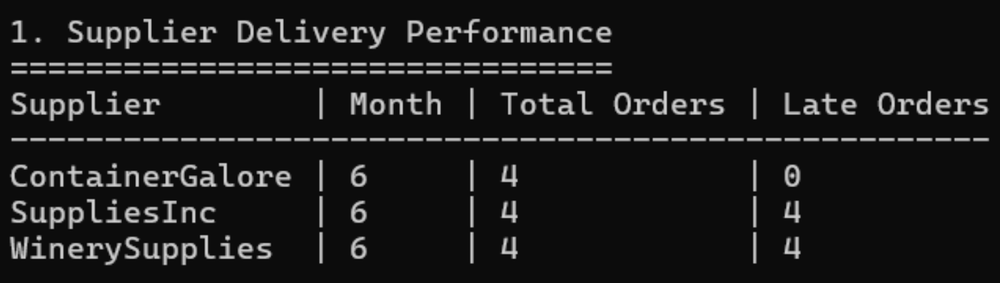 1. Supplier Delivery Performance
================================
Supplier        | Month | Total Orders | Late Orders
----------------------------------------------------
ContainerGalore | 6     | 4            | 0
SuppliesInc     | 6     | 4            | 4
WinerySupplies  | 6     | 4            | 4